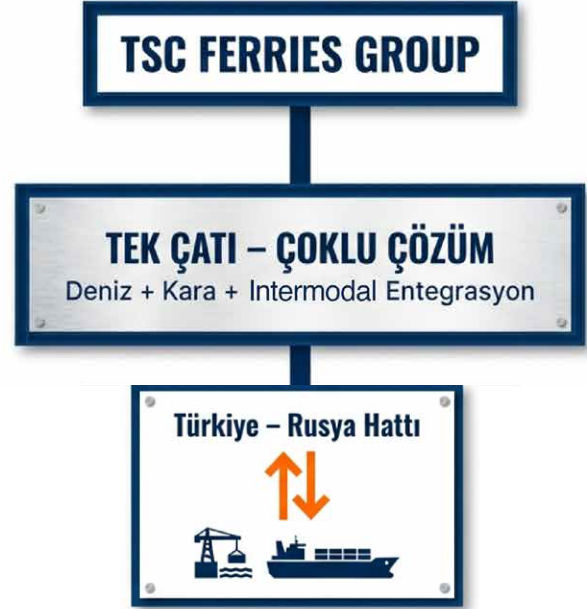 TSC FERRIES GROUP
TEK ÇATI – ÇOKLU ÇÖZÜM
Deniz + Kara + Intermodal Entegrasyon
Türkiye – Rusya Hattı